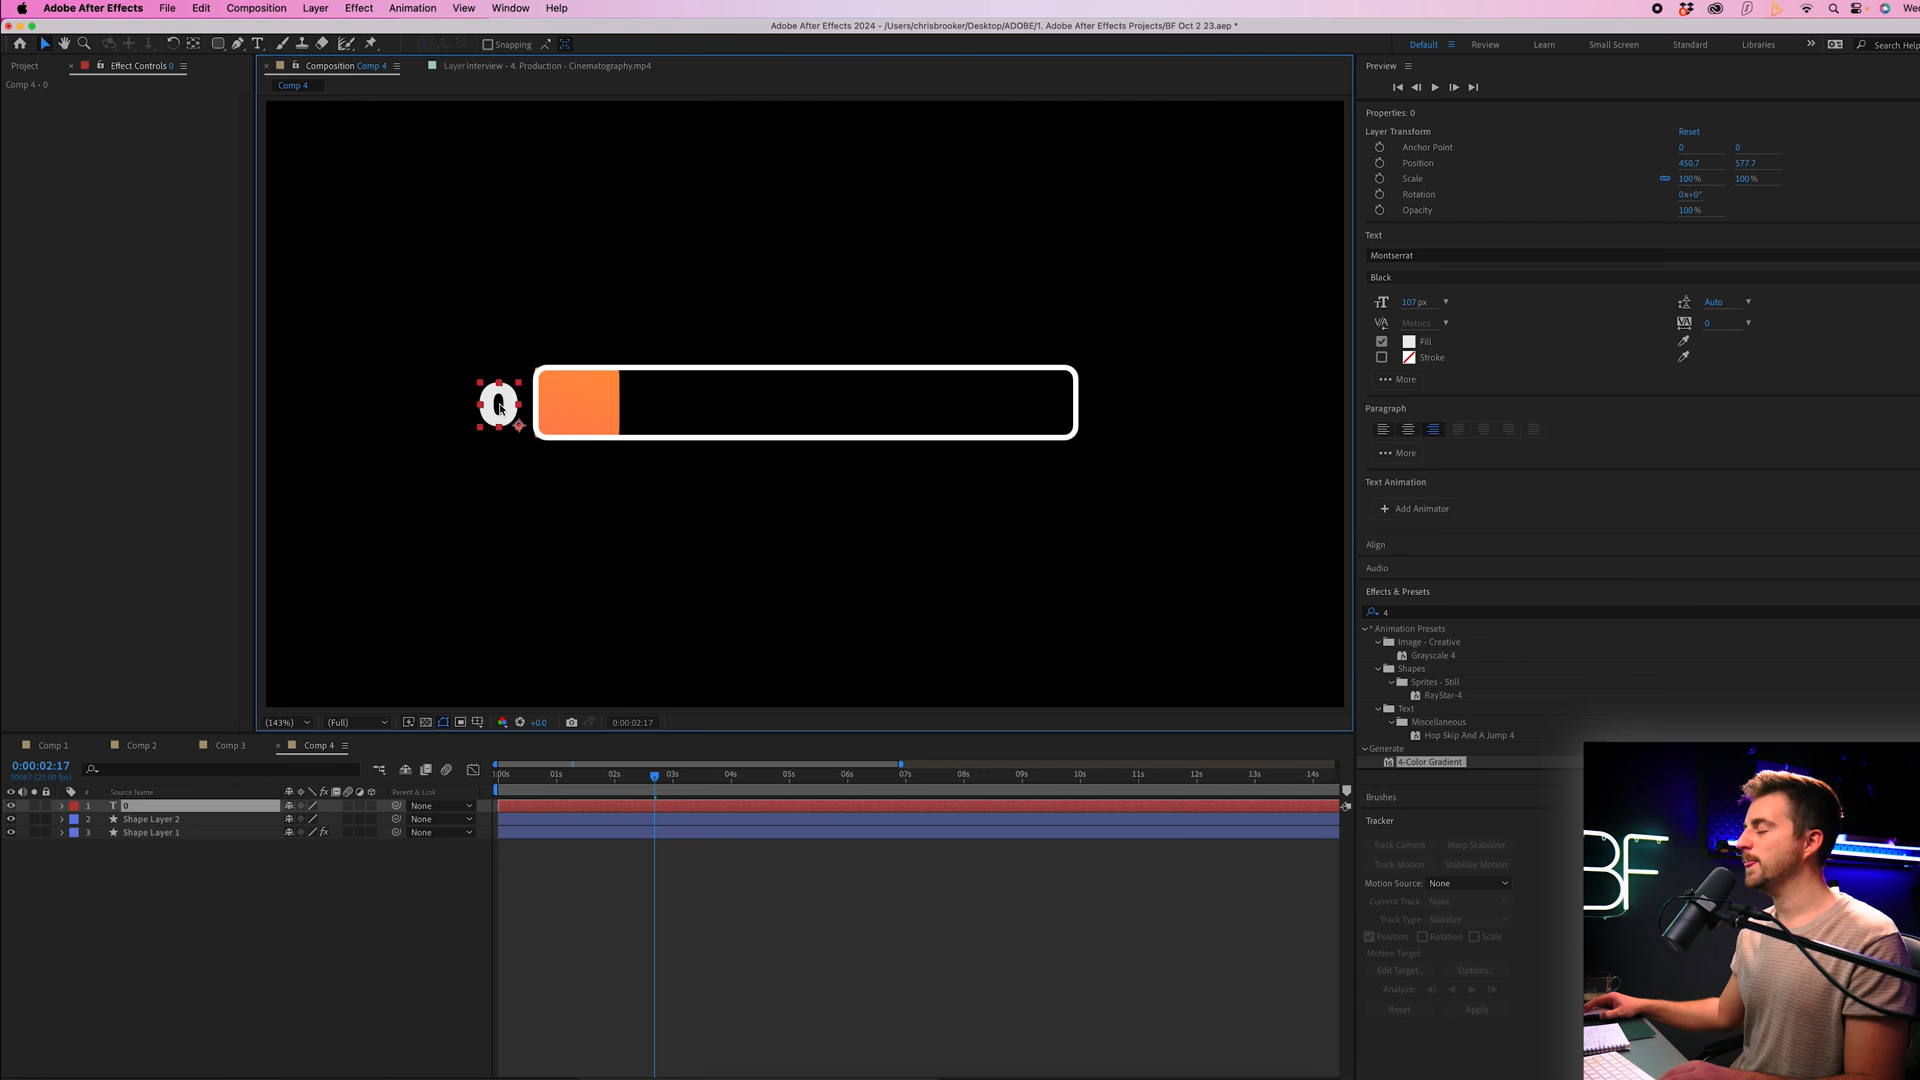 Adobe After Effects File Edit Composition Layer Effect Animation View Window Help
Adobe After Effects 2024 - /Users/chrisbrooker/Desktop/ADOBE/1. Adobe After Effects Projects/BF Oct 2 23.aep *
Snapping Default Review Learn Small Screen Standard Libraries Search Help
Project Effect Controls 0 Composition Comp 4 Layer Interview - 4. Production - Cinematography.mp4 Preview
Comp 4 • 0 Comp 4
Properties: 0
Layer Transform Reset
Anchor Point 0 0
Position 450.7 577.7
Scale 100 % 100 %
Rotation 0x+0°
Opacity 100 %
Text
Montserrat
Black
107 px Auto
Metrics 0
Fill
Stroke
More
Paragraph
More
Text Animation
Add Animator
Align
Audio
Effects & Presets
4
* Animation Presets
Image - Creative
Grayscale 4
Shapes
Sprites - Still
RayStar-4
Text
Miscellaneous
Hop Skip And A Jump 4
Generate
4-Color Gradient
Brushes
Tracker
Track Camera Warp Stabilizer
Track Motion Stabilize Motion
Motion Source: None
Current Track: None
Track Type: Stabilize
Position Rotation Scale
Motion Target:
Edit Target... Options...
Analyze:
Reset Apply
0
(143%) (Full) +0.0 0:00:02:17
Comp 1 Comp 2 Comp 3 Comp 4
0:00:02:17
00067 (25.00 fps)
# Source Name Parent & Link
1 T 0 None
2 Shape Layer 2 None
3 Shape Layer 1 None
:00s 01s 02s 03s 04s 05s 06s 07s 08s 09s 10s 11s 12s 13s 14s
BF